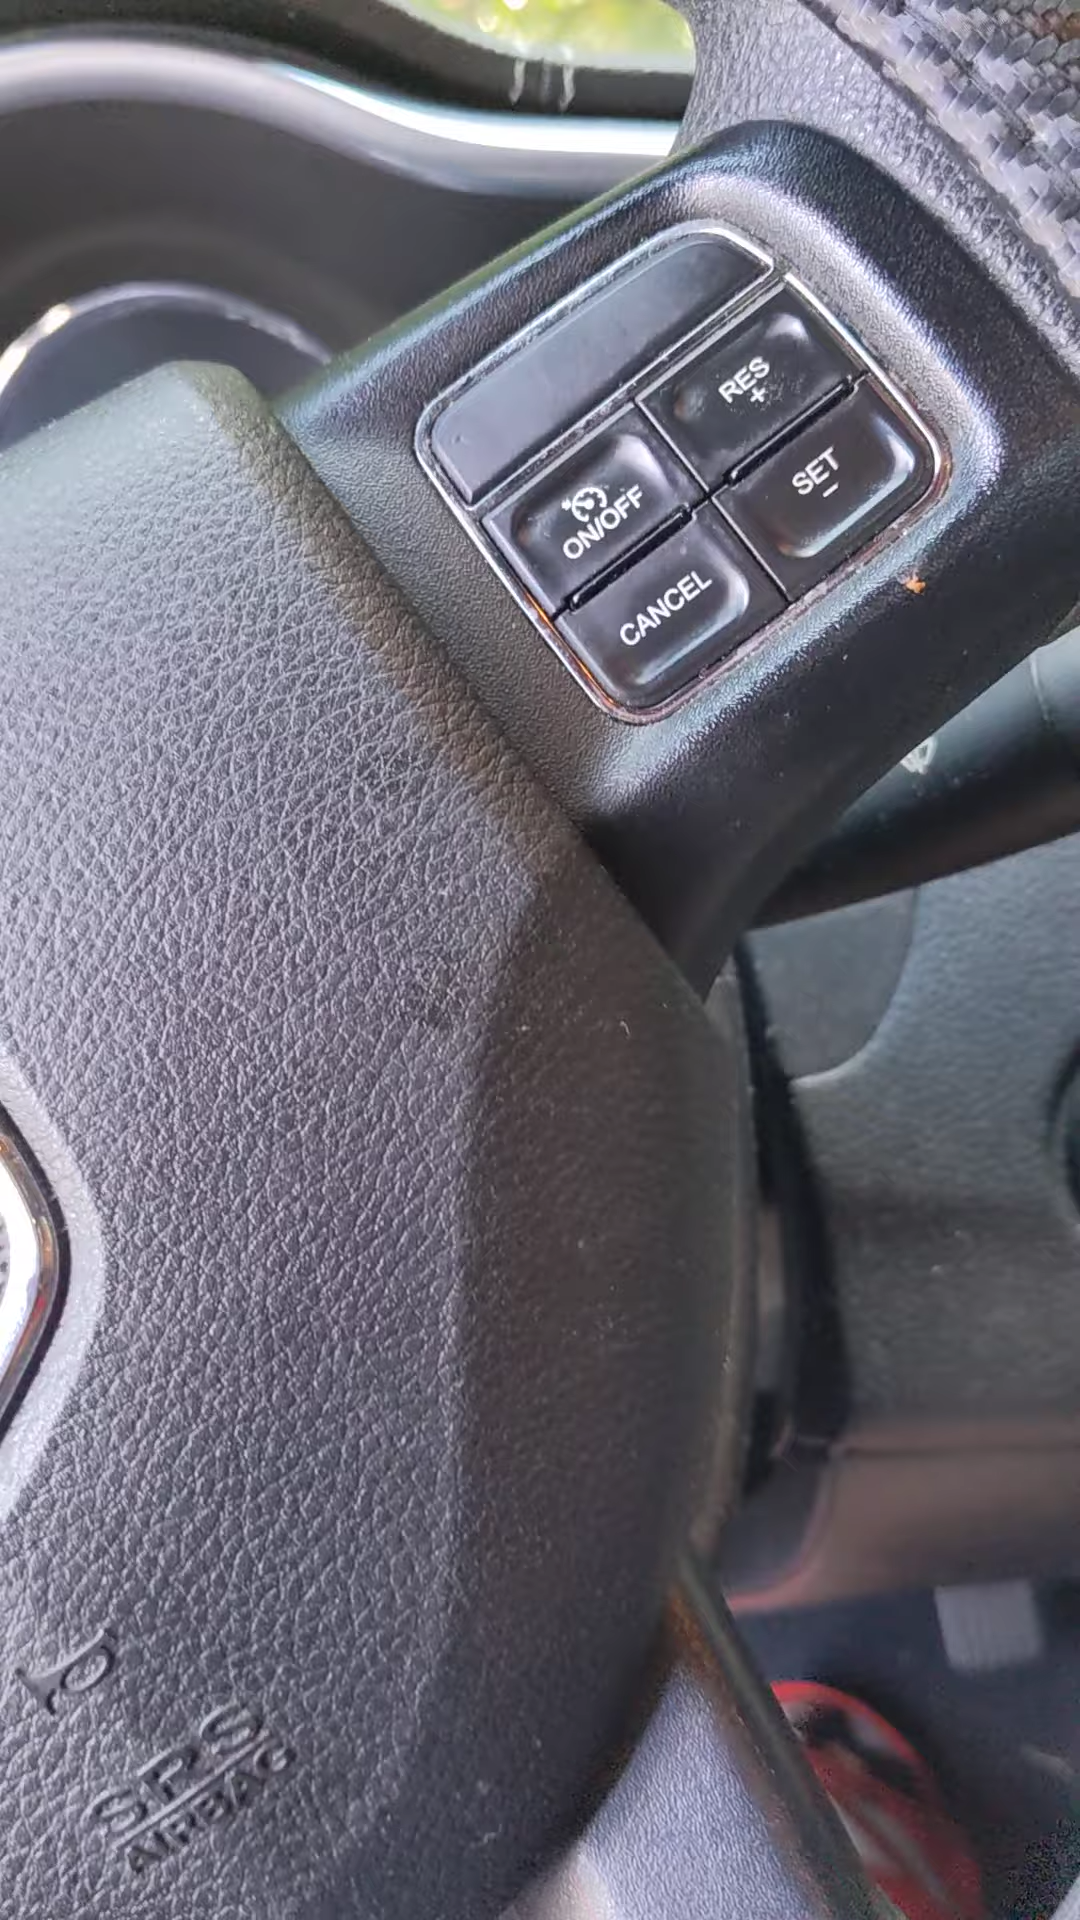 RES
+
SET
-
ON/OFF
CANCEL
SRS
AIRBAG